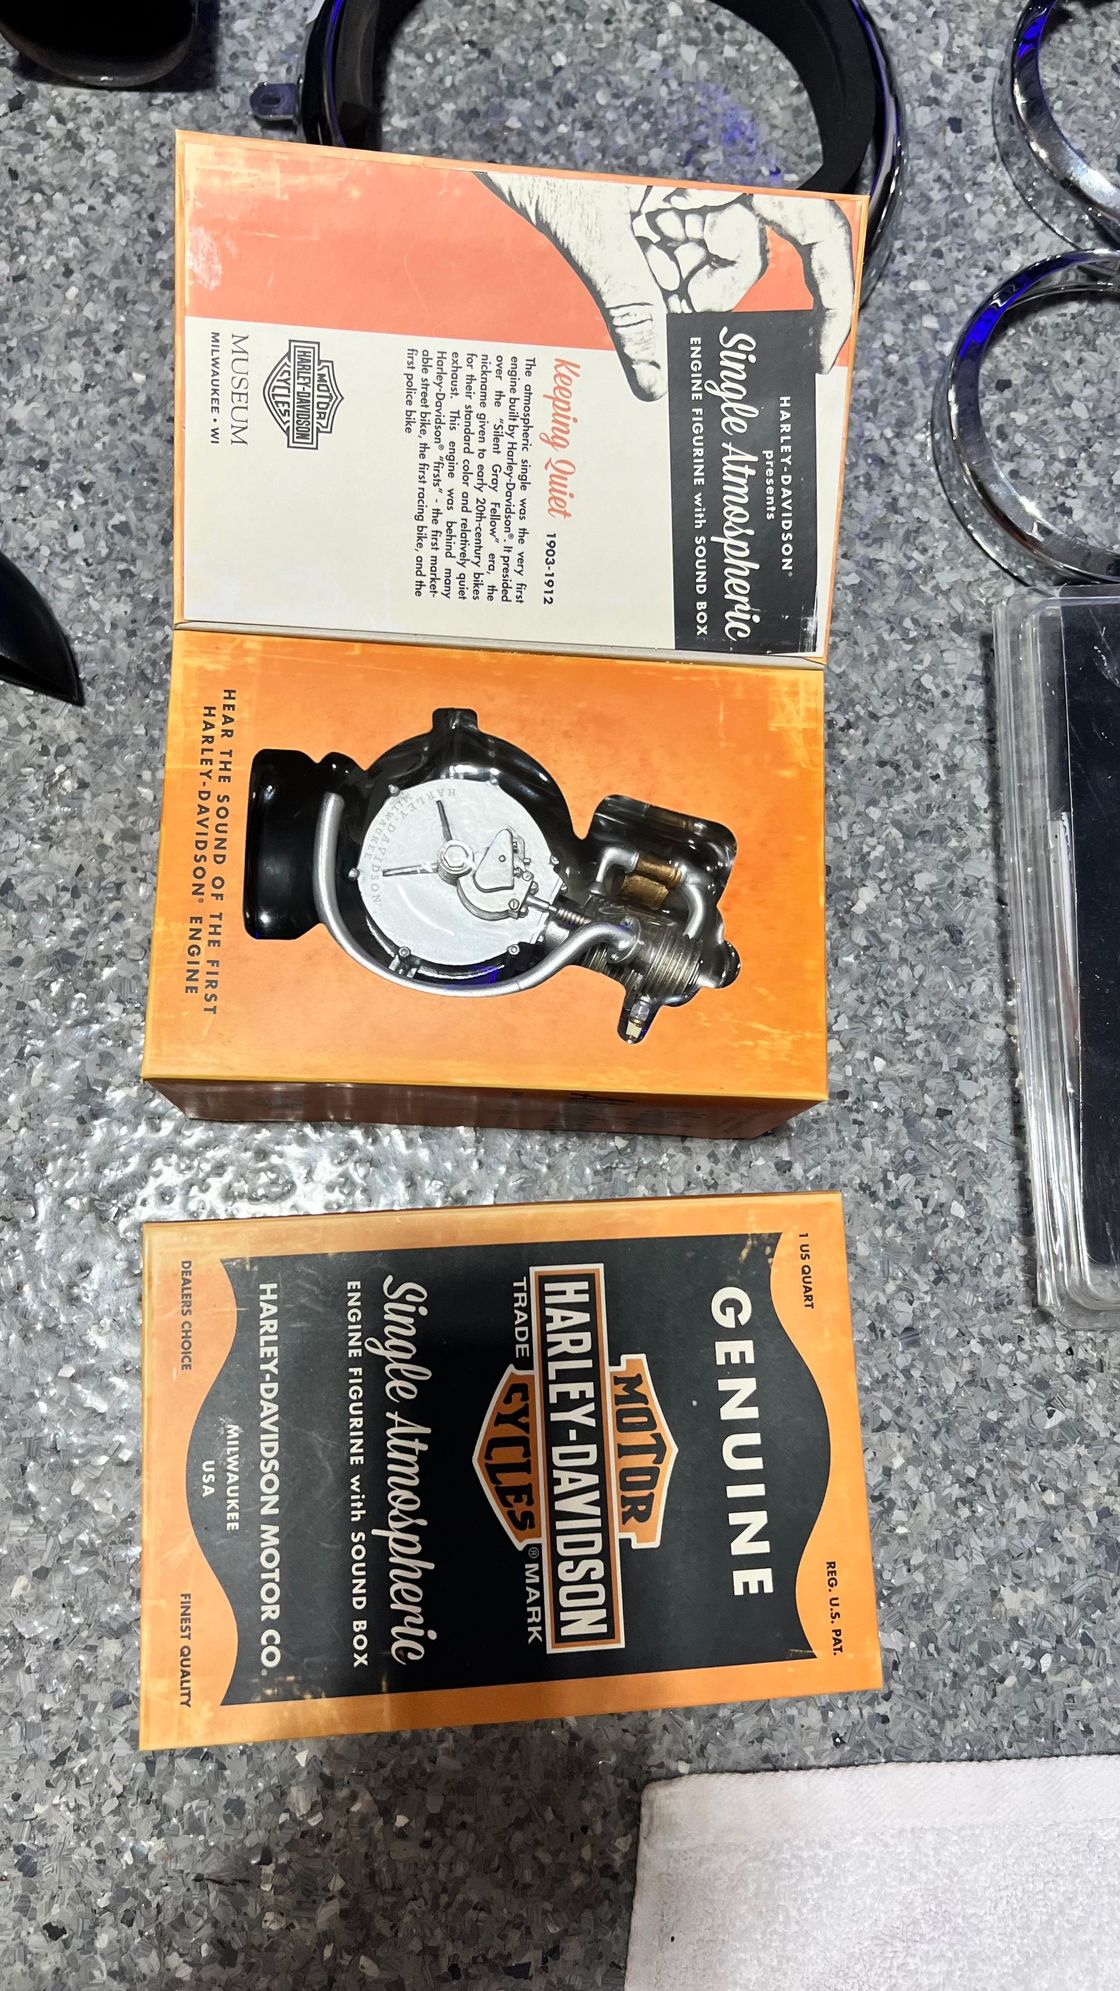 HARLEY-DAVIDSON®
presents
Single Atmospheric
ENGINE FIGURINE with SOUND BOX
Keeping Quiet 1903-1912
The atmospheric single was the very first
engine built by Harley-Davidson®. It presided
over the "Silent Gray Fellow" era, the
nickname given to early 20th-century bikes
for their standard color and relatively quiet
exhaust. This engine was behind many
Harley-Davidson® "firsts" - the first market-
able street bike, the first racing bike, and the
first police bike
MOTOR
HARLEY-DAVIDSON
CYCLES
MUSEUM
MILWAUKEE • WI
HARLEY-DAVIDSON
MILWAUKEE
HEAR THE SOUND OF THE FIRST
HARLEY-DAVIDSON® ENGINE
1 US QUART
REG. U.S. PAT.
GENUINE
MOTOR
HARLEY-DAVIDSON
TRADE CYCLES ® MARK
Single Atmospheric
ENGINE FIGURINE with SOUND BOX
HARLEY-DAVIDSON MOTOR CO.
MILWAUKEE
USA
DEALERS CHOICE
FINEST QUALITY